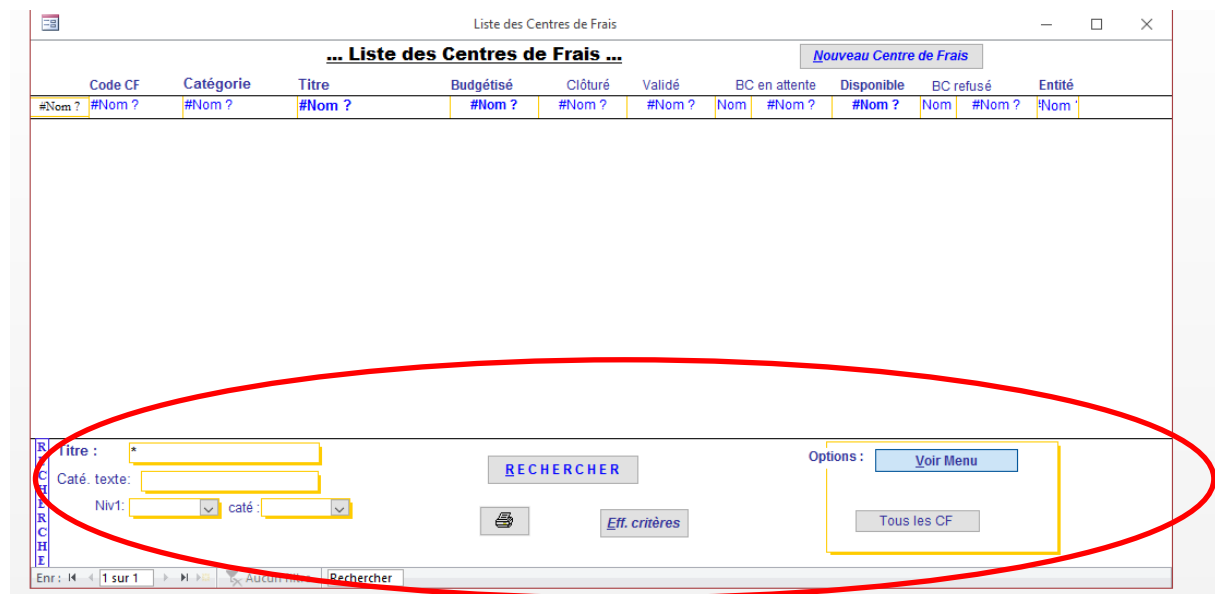 Liste des Centres de Frais
... Liste des Centres de Frais ...
Nouveau Centre de Frais
Code CF Catégorie Titre Budgétisé Clôturé Validé BC en attente Disponible BC refusé Entité
#Nom ? #Nom ? #Nom ? #Nom ? #Nom ? #Nom ? #Nom ? Nom #Nom ? #Nom ? Nom #Nom ? #Nom ?
RECHERCHE
Titre : *
Caté. texte:
Niv1: caté :
RECHERCHER
Eff. critères
Options : Voir Menu
Tous les CF
Enr : 1 sur 1 Aucun filtre Rechercher